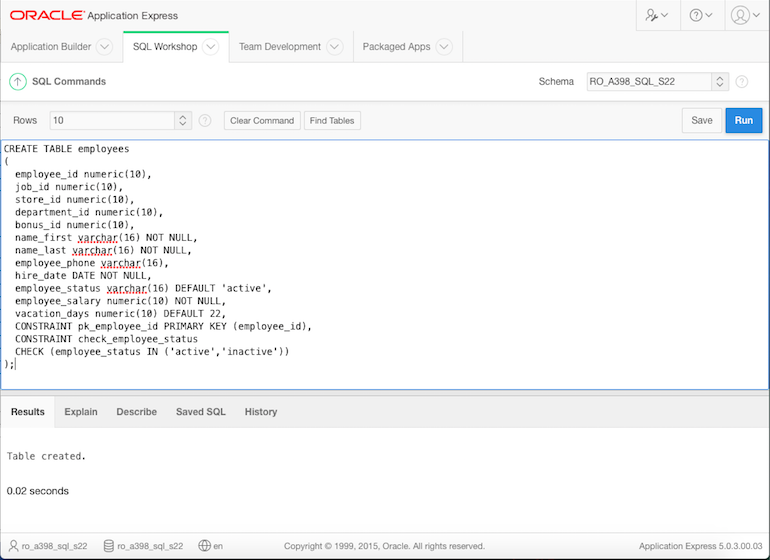 ORACLE Application Express
Application Builder SQL Workshop Team Development Packaged Apps
SQL Commands Schema RO_A398_SQL_S22
Rows 10 Clear Command Find Tables Save Run
CREATE TABLE employees
(
employee_id numeric(10),
job_id numeric(10),
store_id numeric(10),
department_id numeric(10),
bonus_id numeric(10),
name_first varchar(16) NOT NULL,
name_last varchar(16) NOT NULL,
employee_phone varchar(16),
hire_date DATE NOT NULL,
employee_status varchar(16) DEFAULT 'active',
employee_salary numeric(10) NOT NULL,
vacation_days numeric(10) DEFAULT 22,
CONSTRAINT pk_employee_id PRIMARY KEY (employee_id),
CONSTRAINT check_employee_status
CHECK (employee_status IN ('active','inactive'))
);
Results Explain Describe Saved SQL History
Table created.
0.02 seconds
ro_a398_sql_s22 ro_a398_sql_s22 en Copyright © 1999, 2015, Oracle. All rights reserved. Application Express 5.0.3.00.03